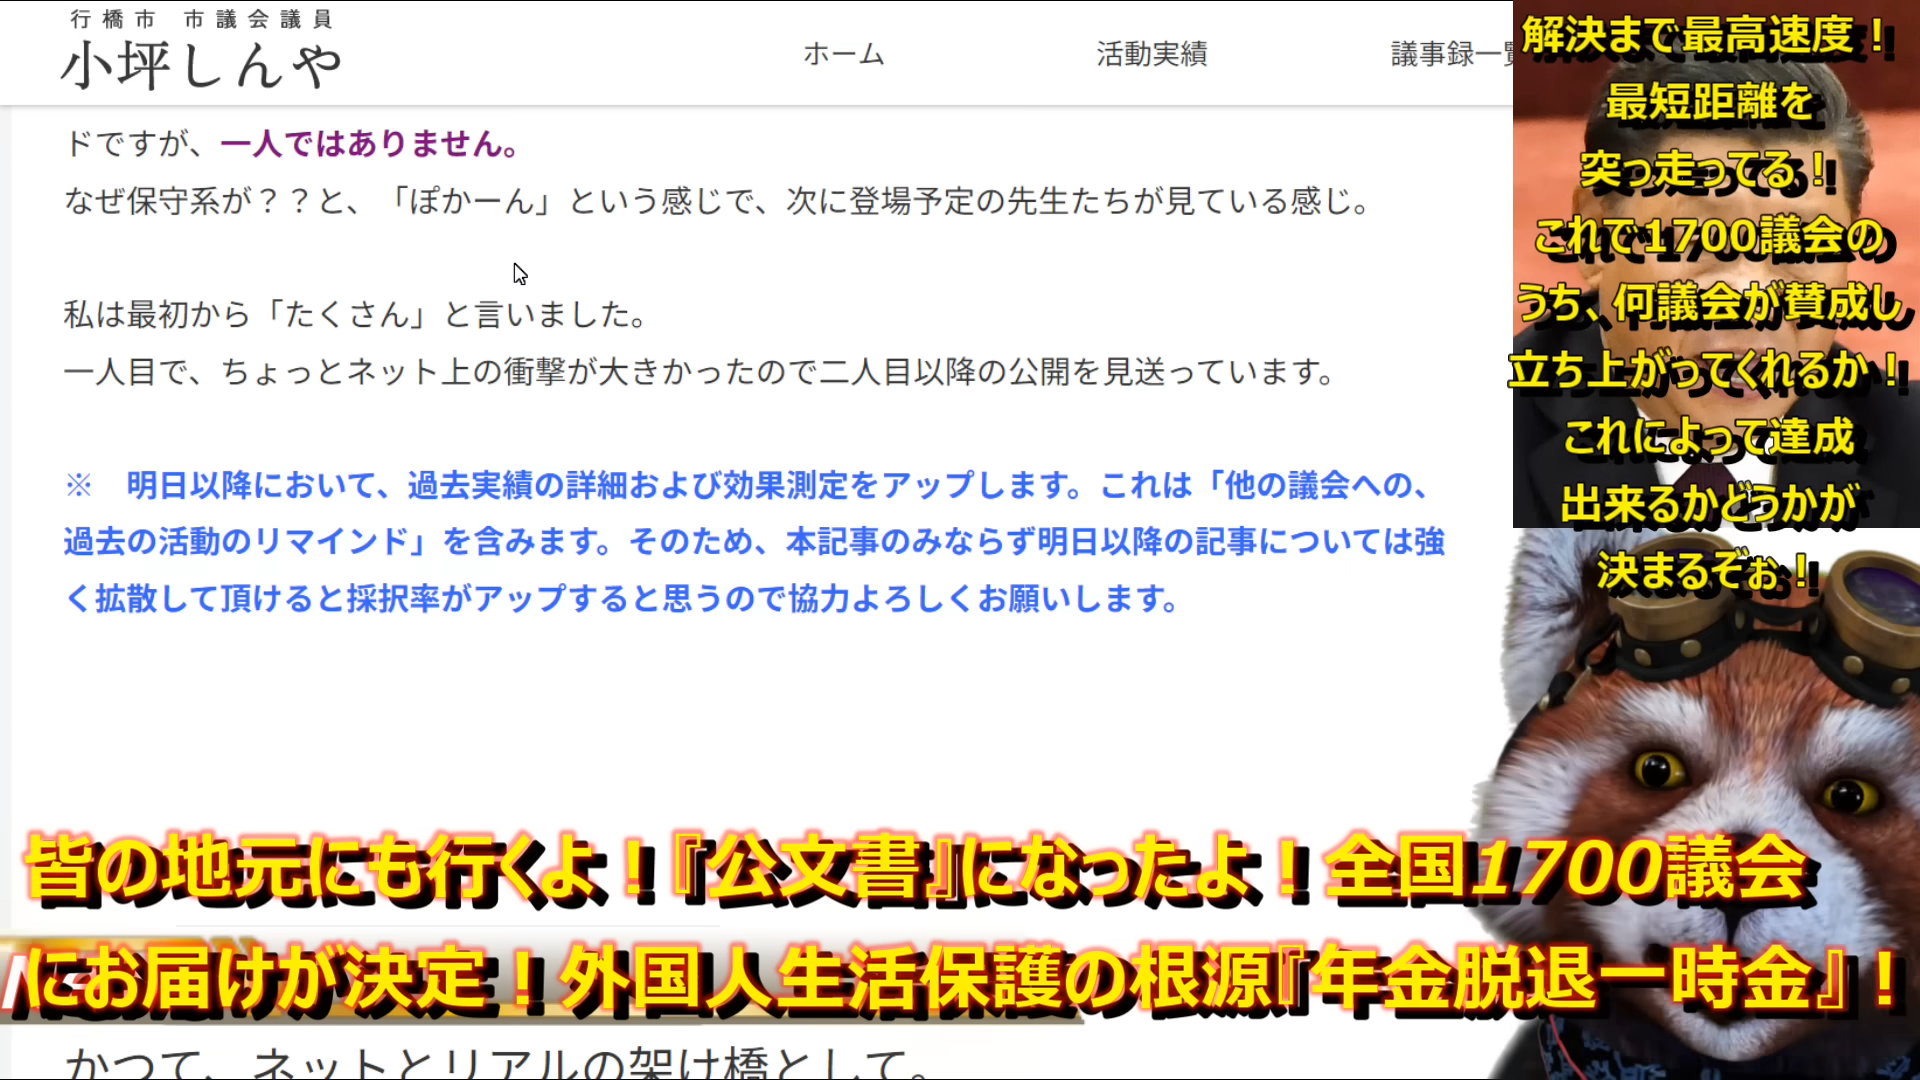 行橋市 市議会議員
小坪しんや
ホーム
活動実績
議事録一覧
ドですが、一人ではありません。
なぜ保守系が？？と、「ぽかーん」という感じで、次に登場予定の先生たちが見ている感じ。
私は最初から「たくさん」と言いました。
一人目で、ちょっとネット上の衝撃が大きかったので二人目以降の公開を見送っています。
※　明日以降において、過去実績の詳細および効果測定をアップします。これは「他の議会への、
過去の活動のリマインド」を含みます。そのため、本記事のみならず明日以降の記事については強
く拡散して頂けると採択率がアップすると思うので協力よろしくお願いします。
解決まで最高速度！
最短距離を
突っ走ってる！
これで1700議会の
うち、何議会が賛成し
立ち上がってくれるか！
これによって達成
出来るかどうかが
決まるぞぉ！
皆の地元にも行くよ！『公文書』になったよ！全国1700議会
にお届けが決定！外国人生活保護の根源『年金脱退一時金』！
かつて、ネットとリアルの架け橋として。